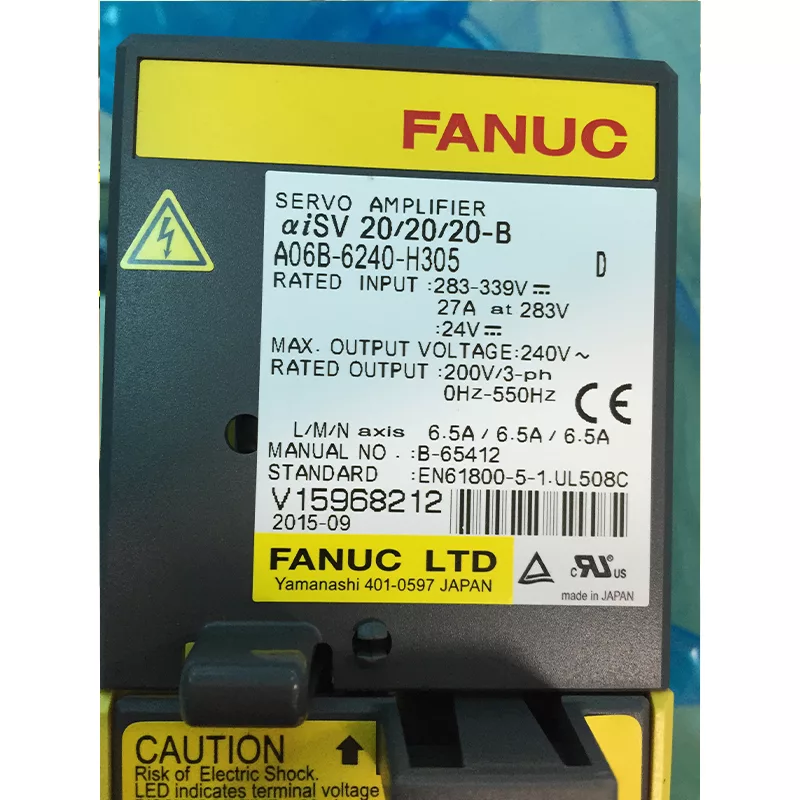 FANUC
SERVO AMPLIFIER
αiSV 20/20/20-B
A06B-6240-H305 D
RATED INPUT :283-339V⎓
27A at 283V
:24V⎓
MAX. OUTPUT VOLTAGE:240V~
RATED OUTPUT :200V/3-ph
0Hz-550Hz
CE
L/M/N axis 6.5A / 6.5A / 6.5A
MANUAL NO. :B-65412
STANDARD :EN61800-5-1.UL508C
V15968212
2015-09
FANUC LTD
Yamanashi 401-0597 JAPAN
c RU US
made in JAPAN
CAUTION
Risk of Electric Shock.
LED indicates terminal voltage